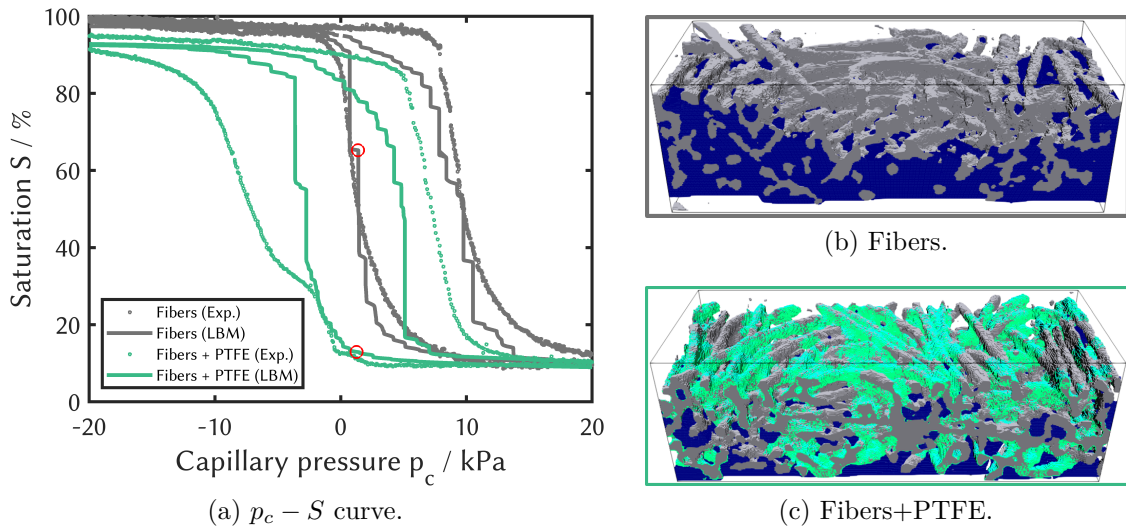 100
80
60
40
20
0
Saturation S / %
Fibers (Exp.)
Fibers (LBM)
Fibers + PTFE (Exp.)
Fibers + PTFE (LBM)
-20
-10
0
10
20
Capillary pressure p_c / kPa
(a) p_c − S curve.
(b) Fibers.
(c) Fibers+PTFE.